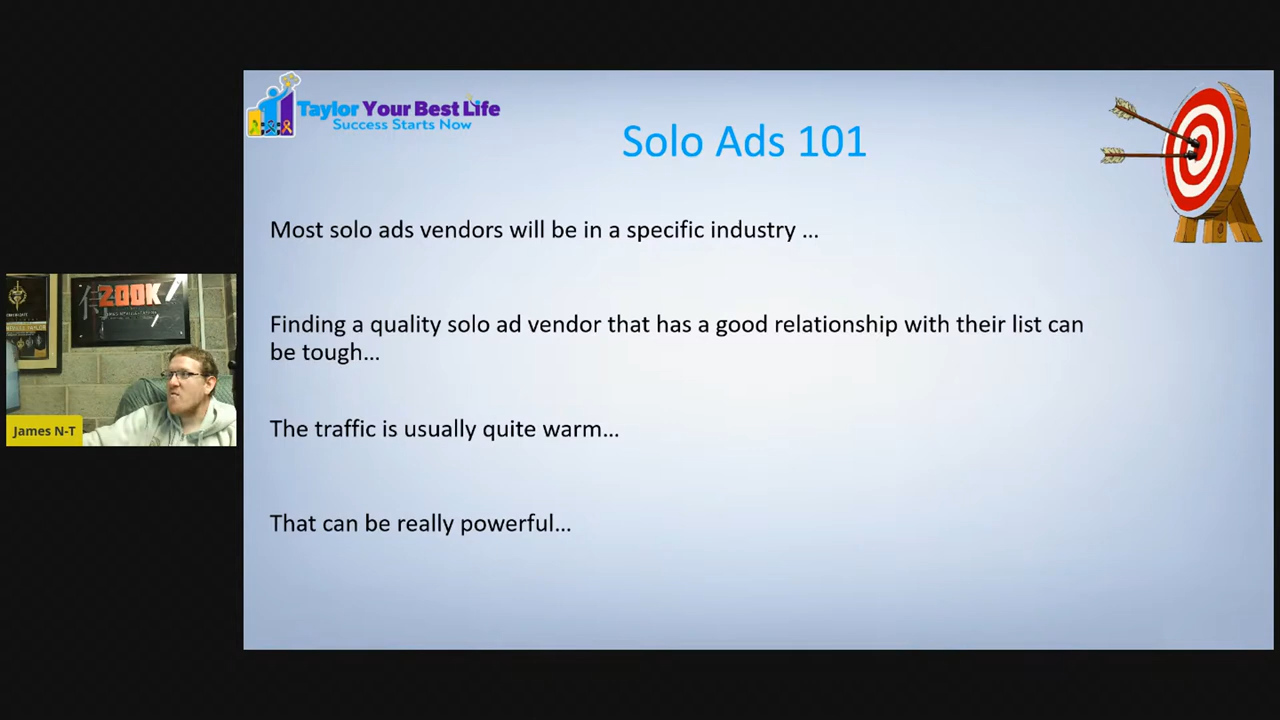 Taylor Your Best Life
Success Starts Now
Solo Ads 101
Most solo ads vendors will be in a specific industry ...
Finding a quality solo ad vendor that has a good relationship with their list can
be tough...
The traffic is usually quite warm...
That can be really powerful...
200K
James N-T